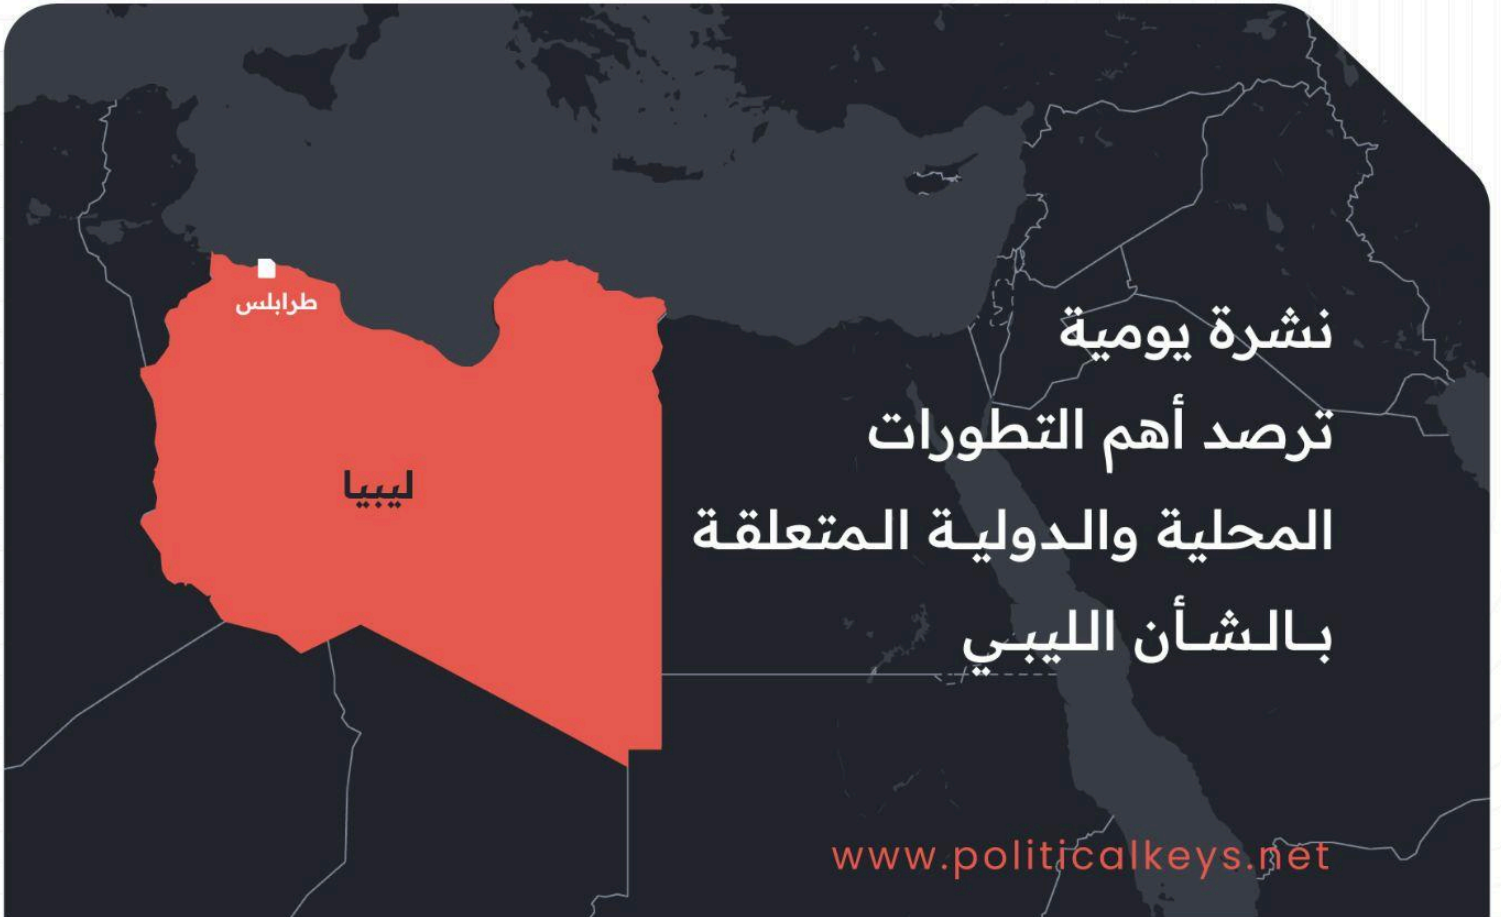 طرابلس
ليبيا
نشرة يومية
ترصد أهم التطورات
المحلية والدولية المتعلقة
بالشأن الليبي
www.politicalkeys.net